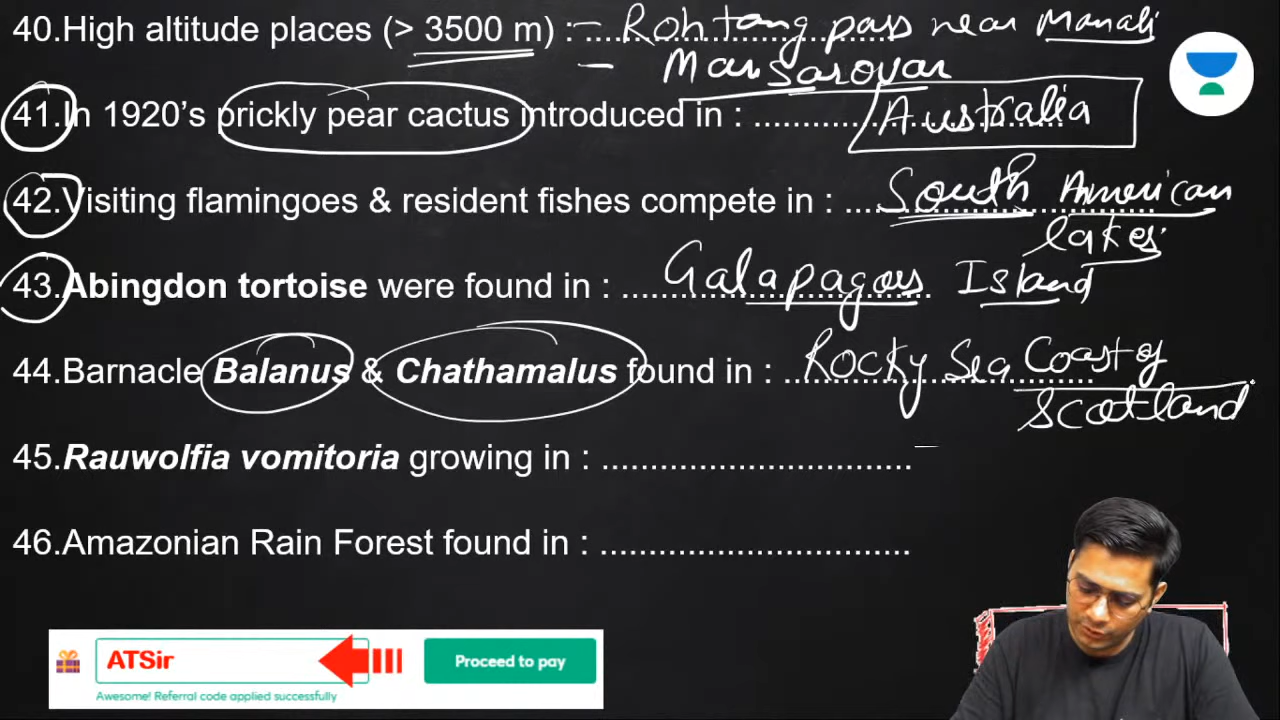 40.High altitude places (> 3500 m) :- Rohtang pass near Manali
- Mansarovar
41.In 1920's prickly pear cactus introduced in : .................... Australia
42.Visiting flamingoes & resident fishes compete in : .................... South American
lakes
43.Abingdon tortoise were found in : .................... Galapagoes Island
44.Barnacle Balanus & Chathamalus found in : .................... Rocky Sea Coast of
Scotland
45.Rauwolfia vomitoria growing in : ................................
46.Amazonian Rain Forest found in : ................................
ATSir
Proceed to pay
Awesome! Referral code applied successfully